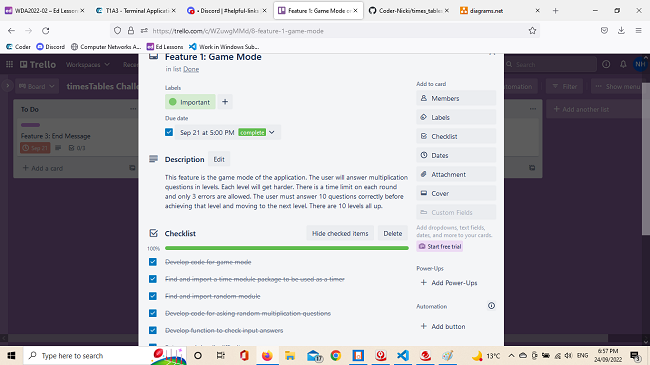 WDA2022-02 – Ed Lessons
T1A3 - Terminal Application
• Discord | #helpful-links
Feature 1: Game Mode
Coder-Nicki/times_table
diagrams.net
https://trello.com/c/WZuwgMMd/8-feature-1-game-mode
Coder
Discord
Computer Networks A...
Ed Lessons
Work in Windows Sub...
Trello
Workspaces
Recent
Search
NH
Board
timesTables Challe
Automation
Filter
Show menu
To Do
Feature 3: End Message
Sep 21
0/3
+ Add a card
+ Add another list
Feature 1: Game Mode
in list Done
Labels
Important
+
Due date
Sep 21 at 5:00 PM complete
Description Edit
This feature is the game mode of the application. The user will answer multiplication
questions in levels. Each level will get harder. There is a time limit on each round
and only 3 errors are allowed. The user must answer 10 questions correctly before
achieving that level and moving to the next level. There are 10 levels all up.
Checklist Hide checked items Delete
100%
Develop code for game mode
Find and import a time module package to be used as a timer
Find and import random module
Develop code for asking random multiplication questions
Develop function to check input answers
Add to card
Members
Labels
Checklist
Dates
Attachment
Cover
Custom Fields
Add dropdowns, text fields,
dates, and more to your cards.
Start free trial
Power-Ups
+ Add Power-Ups
Automation
+ Add button
Type here to search
13°C
ENG
6:57 PM
24/09/2022